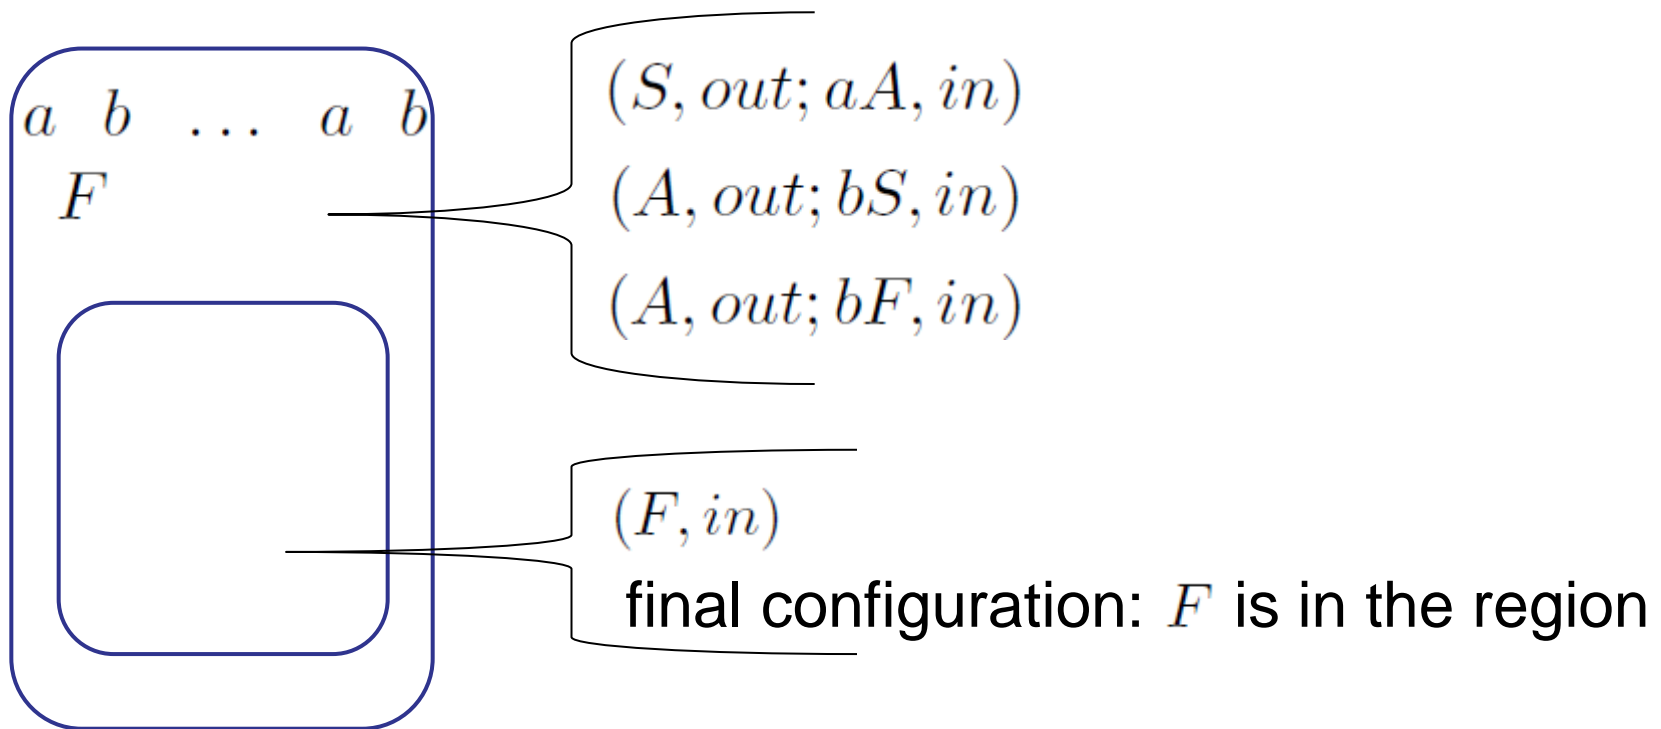 a b ... a b
F
(S, out; aA, in)
(A, out; bS, in)
(A, out; bF, in)
(F, in)
final configuration: F is in the region